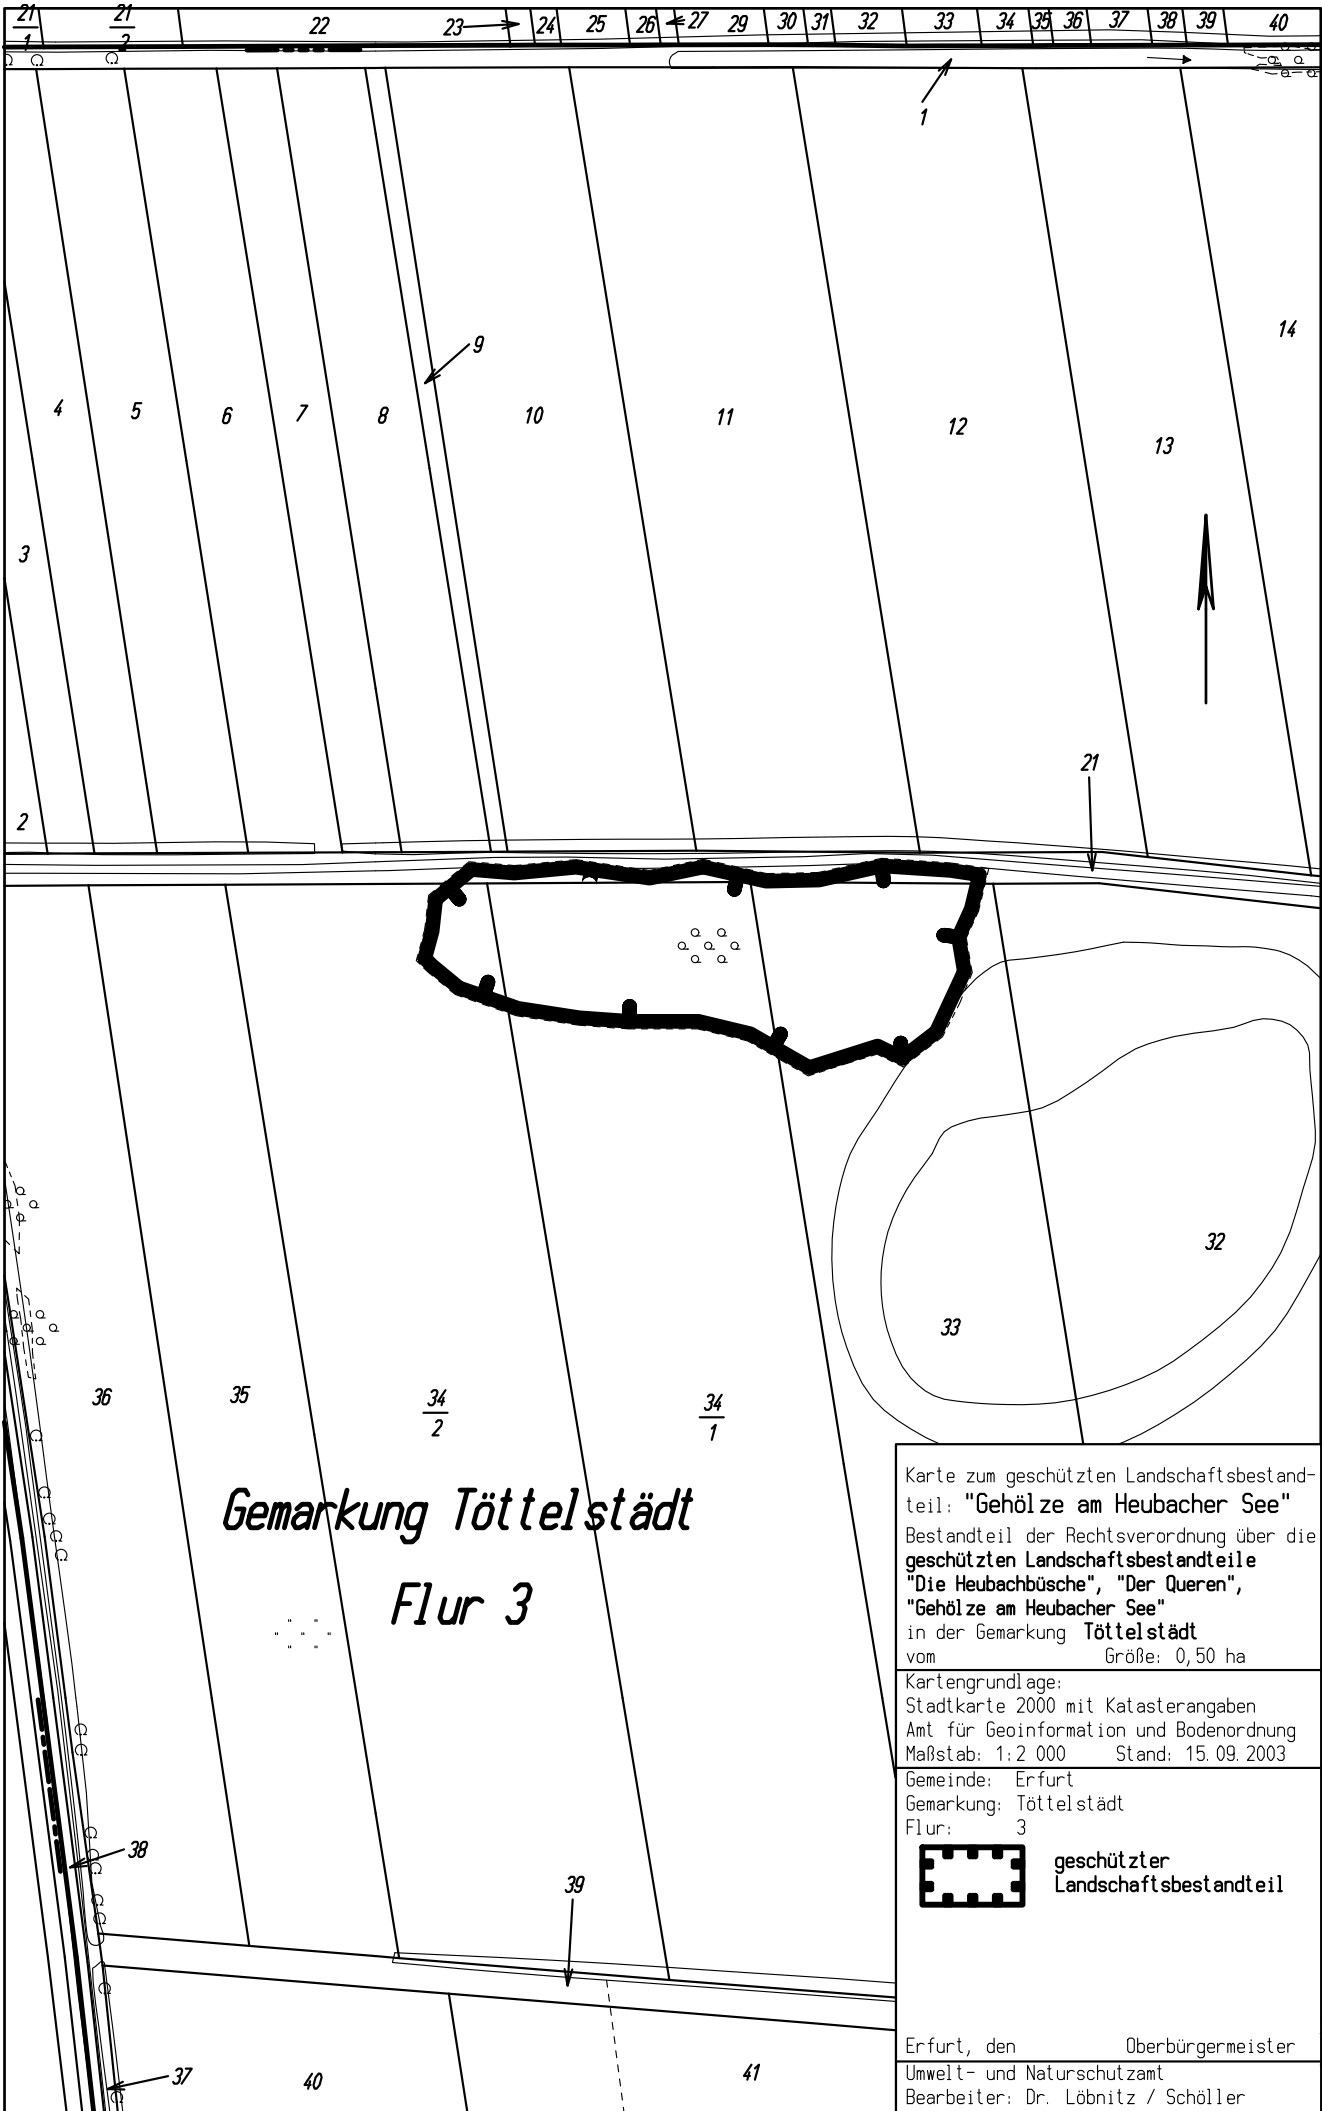 21/1 21/2 22 23 24 25 26 27 29 30 31 32 33 34 35 36 37 38 39 40
1
14
9
4 5 6 7 8 10 11 12 13
3
21
2
32
33
36 35 34/2 34/1
Gemarkung Töttelstädt
Flur 3
38
39
37 40 41
Karte zum geschützten Landschaftsbestand-
teil: "Gehölze am Heubacher See"
Bestandteil der Rechtsverordnung über die
geschützten Landschaftsbestandteile
"Die Heubachbüsche", "Der Queren",
"Gehölze am Heubacher See"
in der Gemarkung Töttelstädt
vom Größe: 0,50 ha
Kartengrundlage:
Stadtkarte 2000 mit Katasterangaben
Amt für Geoinformation und Bodenordnung
Maßstab: 1:2 000 Stand: 15.09.2003
Gemeinde: Erfurt
Gemarkung: Töttelstädt
Flur: 3
geschützter
Landschaftsbestandteil
Erfurt, den Oberbürgermeister
Umwelt- und Naturschutzamt
Bearbeiter: Dr. Löbnitz / Schöller